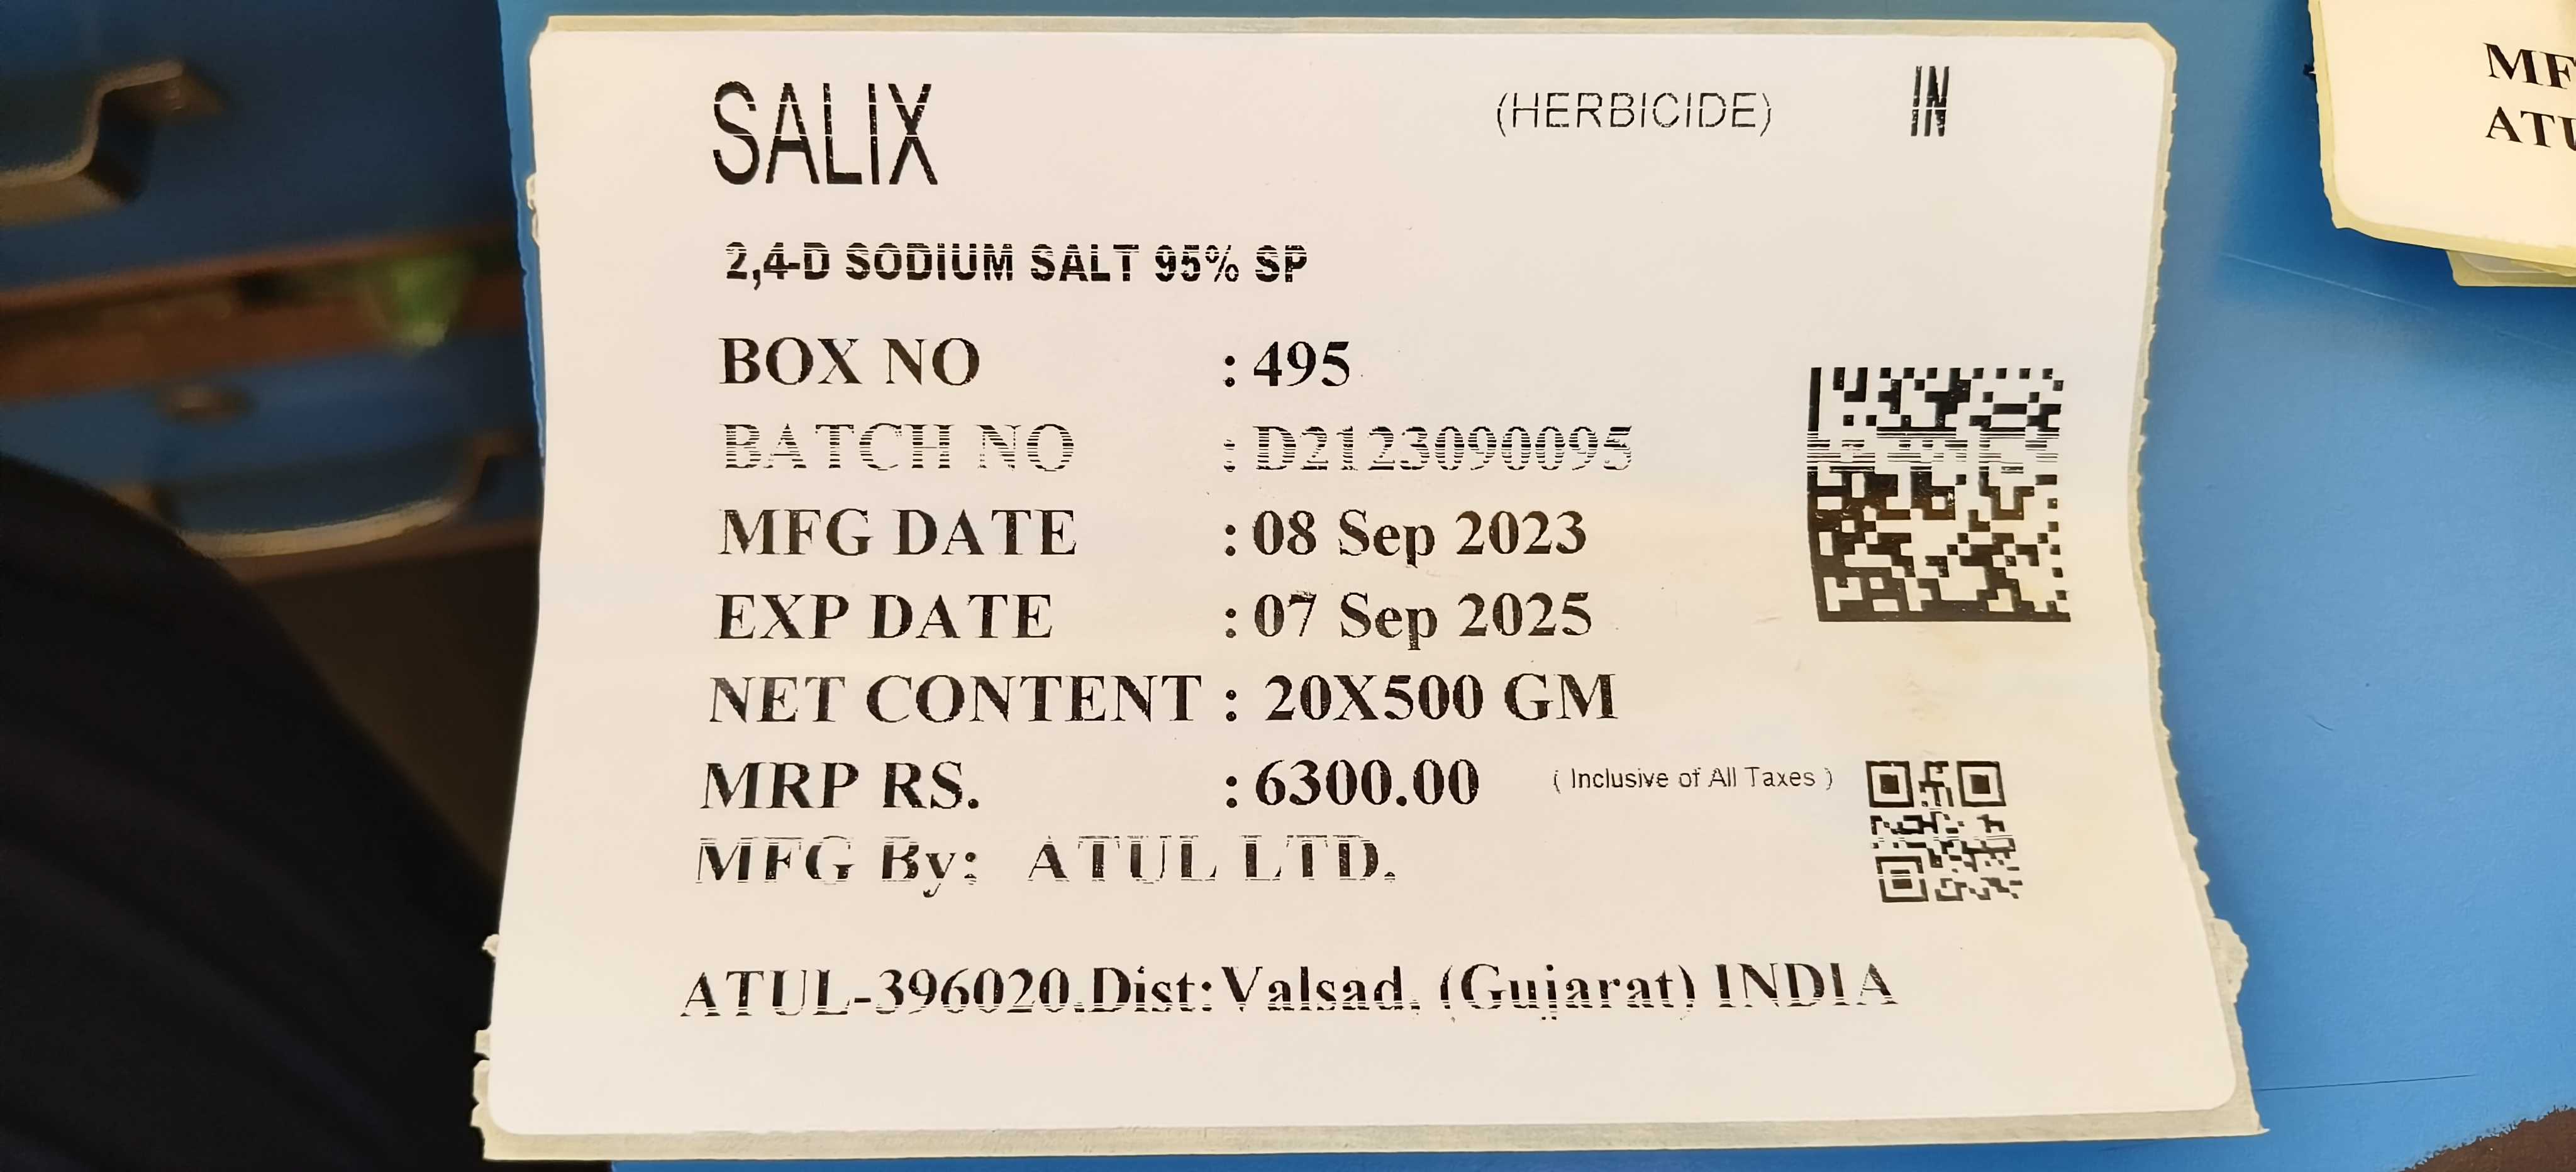 SALIX (HERBICIDE) IN
2,4-D SODIUM SALT 95% SP
BOX NO : 495
BATCH NO : D2123090095
MFG DATE : 08 Sep 2023
EXP DATE : 07 Sep 2025
NET CONTENT : 20X500 GM
MRP RS. : 6300.00 ( Inclusive of All Taxes )
MFG By: ATUL LTD.
ATUL-396020.Dist:Valsad. (Gujarat) INDIA